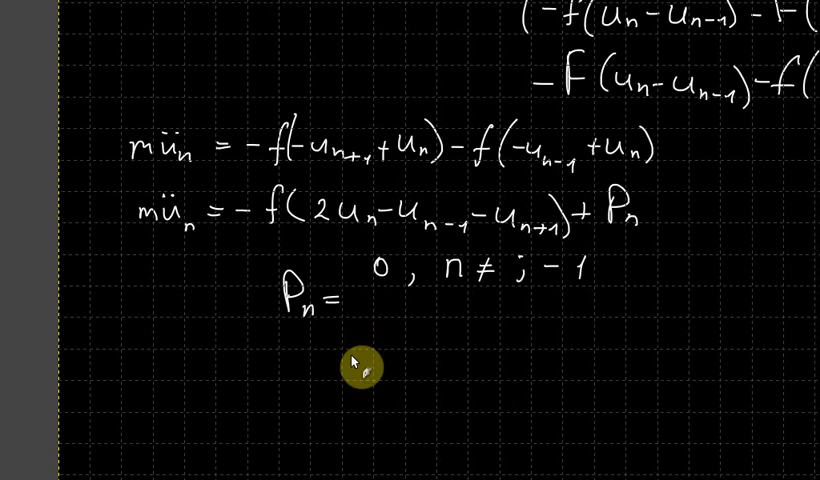 (-f(uₙ-uₙ₋₁)-F(
-F(uₙ-uₙ₋₁)-f(
müₙ = -f(-uₙ₊₁+uₙ)-f(-uₙ₋₁+uₙ)
müₙ = -f(2uₙ-uₙ₋₁-uₙ₊₁)+Pₙ
0, n ≠ j-1
Pₙ =